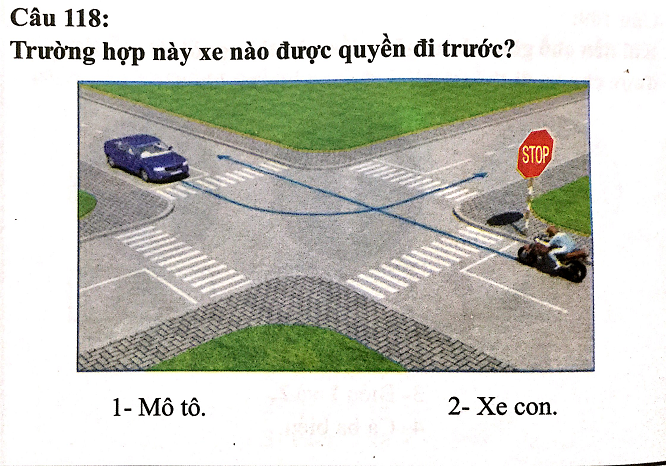 Câu 118:
Trường hợp này xe nào được quyền đi trước?
STOP
1- Mô tô.
2- Xe con.